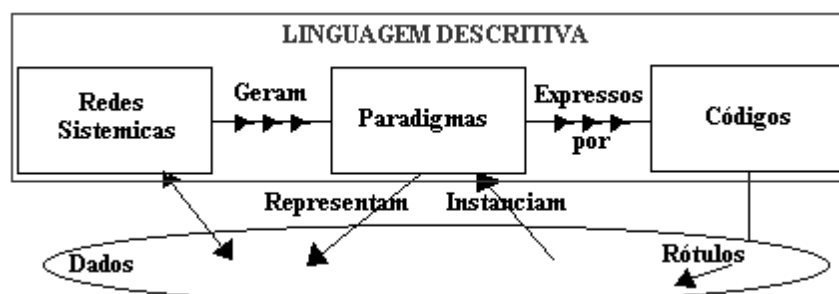 LINGUAGEM DESCRITIVA
Redes
Sistemicas
Geram
Paradigmas
Expressos
por
Códigos
Representam
Instanciam
Dados
Rótulos